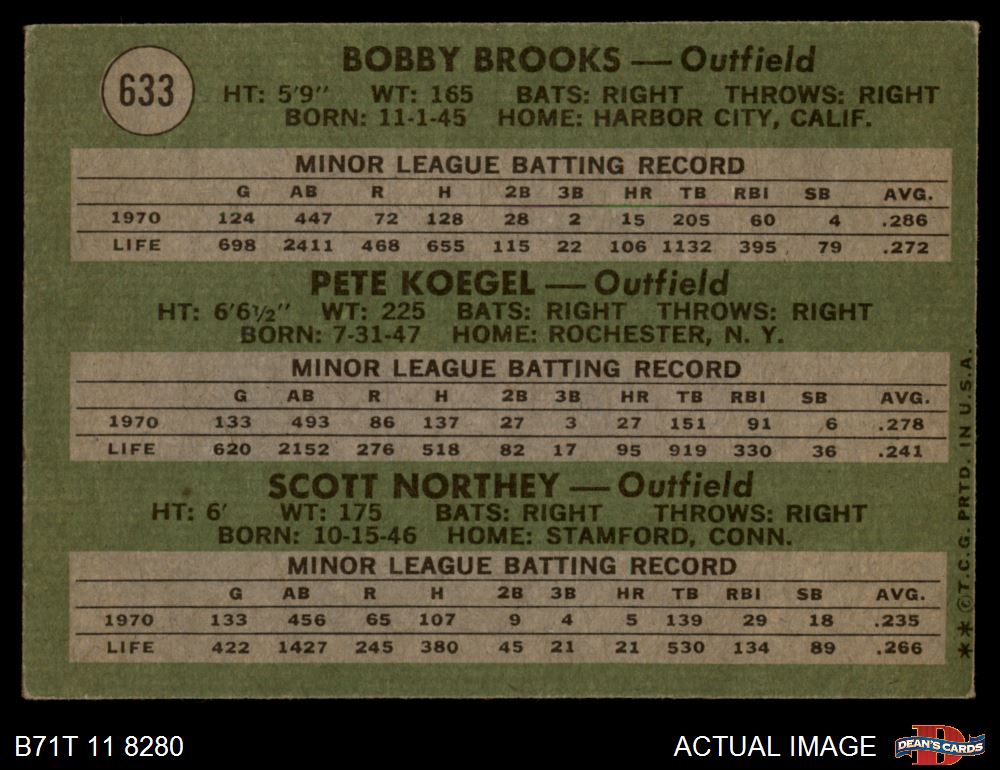 633
BOBBY BROOKS — Outfield
HT: 5'9" WT: 165 BATS: RIGHT THROWS: RIGHT
BORN: 11-1-45 HOME: HARBOR CITY, CALIF.
MINOR LEAGUE BATTING RECORD
G AB R H 2B 3B HR TB RBI SB AVG.
1970 124 447 72 128 28 2 15 205 60 4 .286
LIFE 698 2411 468 655 115 22 106 1132 395 79 .272
PETE KOEGEL — Outfield
HT: 6'6½" WT: 225 BATS: RIGHT THROWS: RIGHT
BORN: 7-31-47 HOME: ROCHESTER, N. Y.
MINOR LEAGUE BATTING RECORD
G AB R H 2B 3B HR TB RBI SB AVG.
1970 133 493 86 137 27 3 27 151 91 6 .278
LIFE 620 2152 276 518 82 17 95 919 330 36 .241
SCOTT NORTHEY — Outfield
HT: 6' WT: 175 BATS: RIGHT THROWS: RIGHT
BORN: 10-15-46 HOME: STAMFORD, CONN.
MINOR LEAGUE BATTING RECORD
G AB R H 2B 3B HR TB RBI SB AVG.
1970 133 456 65 107 9 4 5 139 29 18 .235
LIFE 422 1427 245 380 45 21 21 530 134 89 .266
**©T.C.G. PRTD. IN U.S.A.
B71T 11 8280
ACTUAL IMAGE
D
DEAN'S CARDS